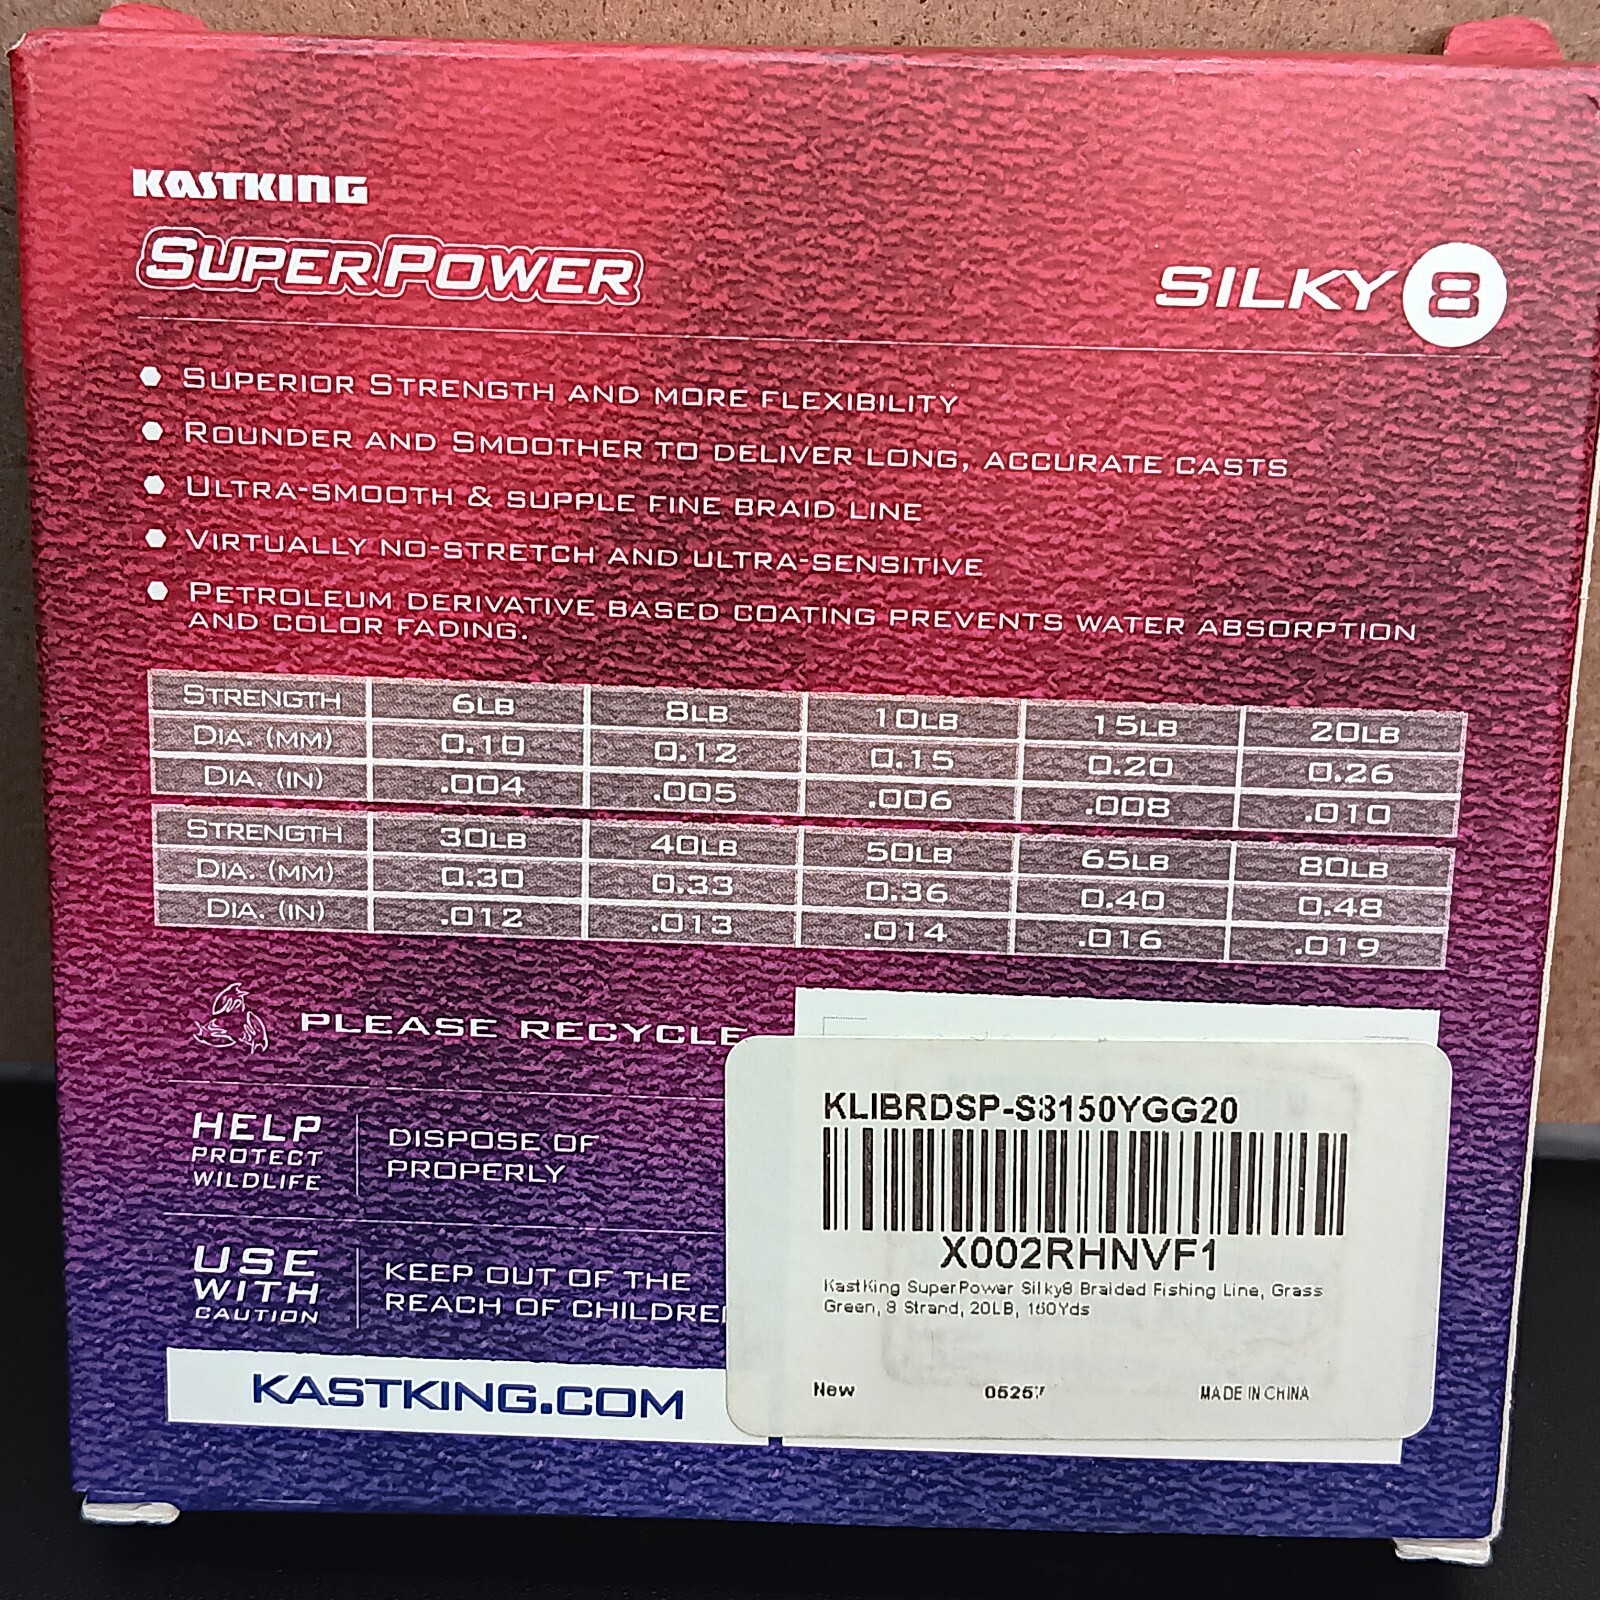 KASTKING
SUPERPOWER
SILKY 8
SUPERIOR STRENGTH AND MORE FLEXIBILITY
ROUNDER AND SMOOTHER TO DELIVER LONG, ACCURATE CASTS
ULTRA-SMOOTH & SUPPLE FINE BRAID LINE
VIRTUALLY NO-STRETCH AND ULTRA-SENSITIVE
PETROLEUM DERIVATIVE BASED COATING PREVENTS WATER ABSORPTION
AND COLOR FADING.
STRENGTH 6LB 8LB 10LB 15LB 20LB
DIA. (MM) 0.10 0.12 0.15 0.20 0.26
DIA. (IN) .004 .005 .006 .008 .010
STRENGTH 30LB 40LB 50LB 65LB 80LB
DIA. (MM) 0.30 0.33 0.36 0.40 0.48
DIA. (IN) .012 .013 .014 .016 .019
PLEASE RECYCLE
HELP
PROTECT
WILDLIFE
DISPOSE OF
PROPERLY
USE
WITH
CAUTION
KEEP OUT OF THE
REACH OF CHILDREN
KASTKING.COM
KLIBRDSP-S8150YGG20
X002RHNVF1
KastKing SuperPower Silky8 Braided Fishing Line, Grass
Green, 8 Strand, 20LB, 150Yds
New
MADE IN CHINA